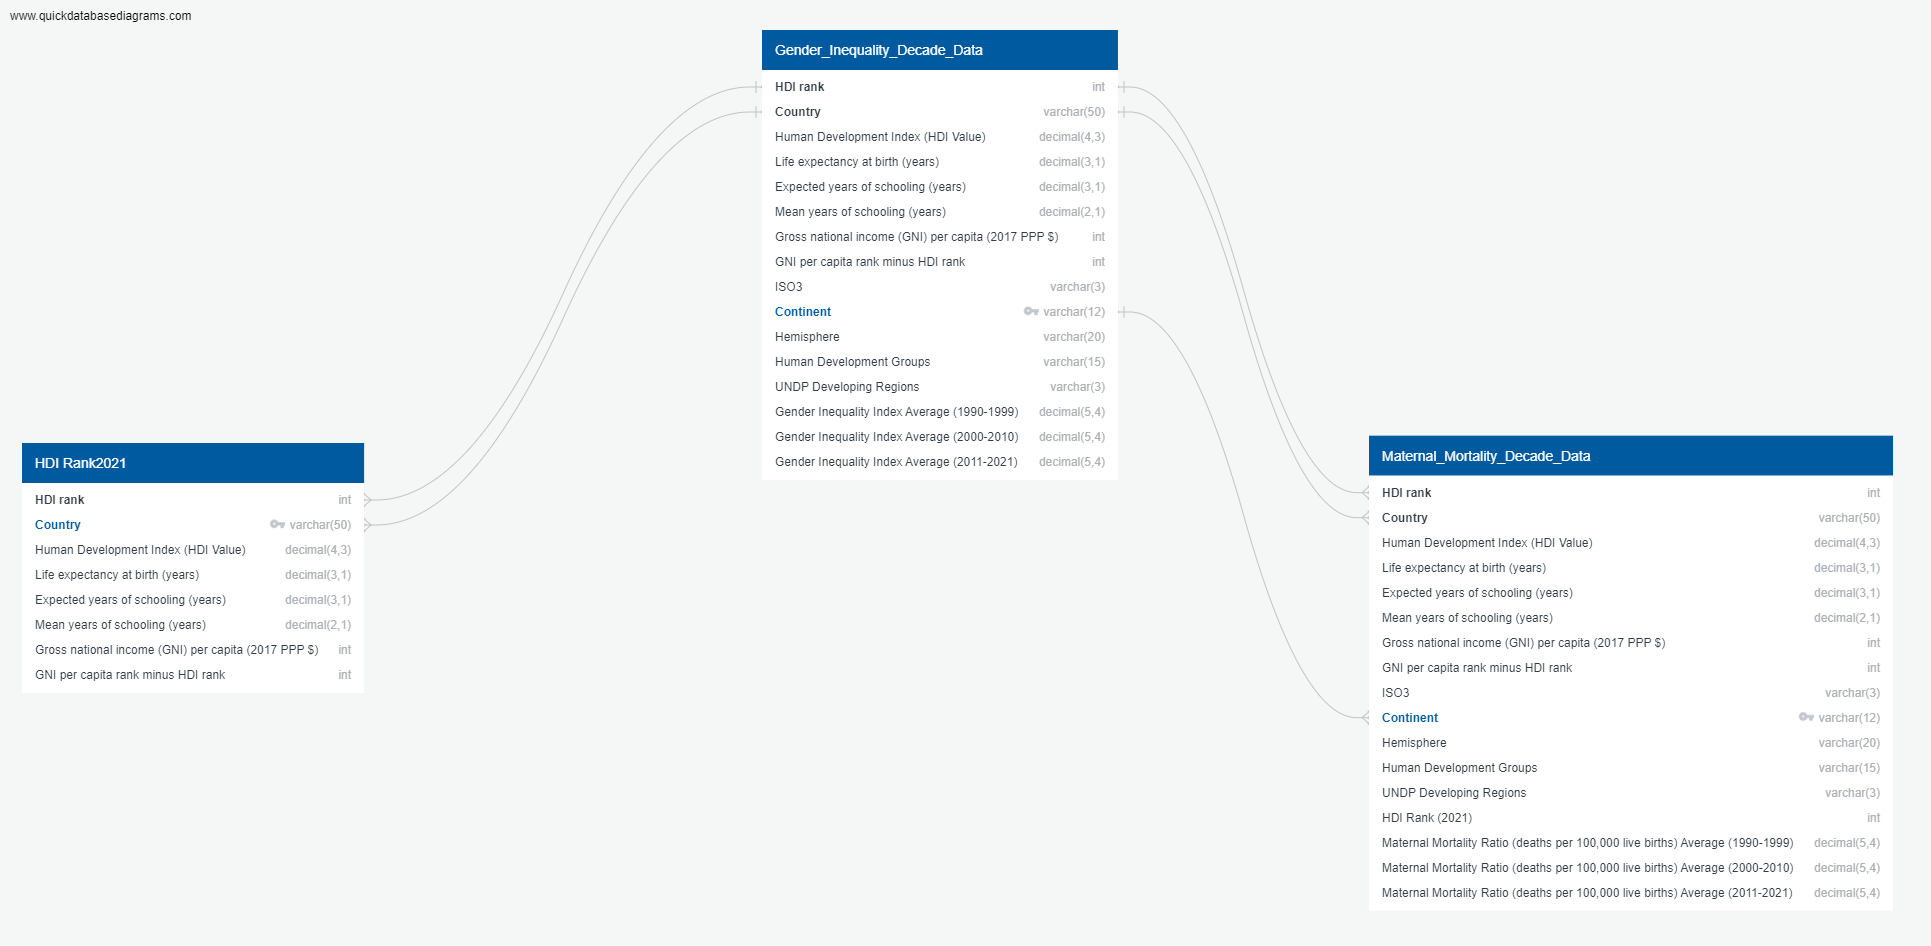 www.quickdatabasediagrams.com
Gender_Inequality_Decade_Data
HDI rank int
Country varchar(50)
Human Development Index (HDI Value) decimal(4,3)
Life expectancy at birth (years) decimal(3,1)
Expected years of schooling (years) decimal(3,1)
Mean years of schooling (years) decimal(2,1)
Gross national income (GNI) per capita (2017 PPP $) int
GNI per capita rank minus HDI rank int
ISO3 varchar(3)
Continent varchar(12)
Hemisphere varchar(20)
Human Development Groups varchar(15)
UNDP Developing Regions varchar(3)
Gender Inequality Index Average (1990-1999) decimal(5,4)
Gender Inequality Index Average (2000-2010) decimal(5,4)
Gender Inequality Index Average (2011-2021) decimal(5,4)
HDI Rank2021
HDI rank int
Country varchar(50)
Human Development Index (HDI Value) decimal(4,3)
Life expectancy at birth (years) decimal(3,1)
Expected years of schooling (years) decimal(3,1)
Mean years of schooling (years) decimal(2,1)
Gross national income (GNI) per capita (2017 PPP $) int
GNI per capita rank minus HDI rank int
Maternal_Mortality_Decade_Data
HDI rank int
Country varchar(50)
Human Development Index (HDI Value) decimal(4,3)
Life expectancy at birth (years) decimal(3,1)
Expected years of schooling (years) decimal(3,1)
Mean years of schooling (years) decimal(2,1)
Gross national income (GNI) per capita (2017 PPP $) int
GNI per capita rank minus HDI rank int
ISO3 varchar(3)
Continent varchar(12)
Hemisphere varchar(20)
Human Development Groups varchar(15)
UNDP Developing Regions varchar(3)
HDI Rank (2021) int
Maternal Mortality Ratio (deaths per 100,000 live births) Average (1990-1999) decimal(5,4)
Maternal Mortality Ratio (deaths per 100,000 live births) Average (2000-2010) decimal(5,4)
Maternal Mortality Ratio (deaths per 100,000 live births) Average (2011-2021) decimal(5,4)